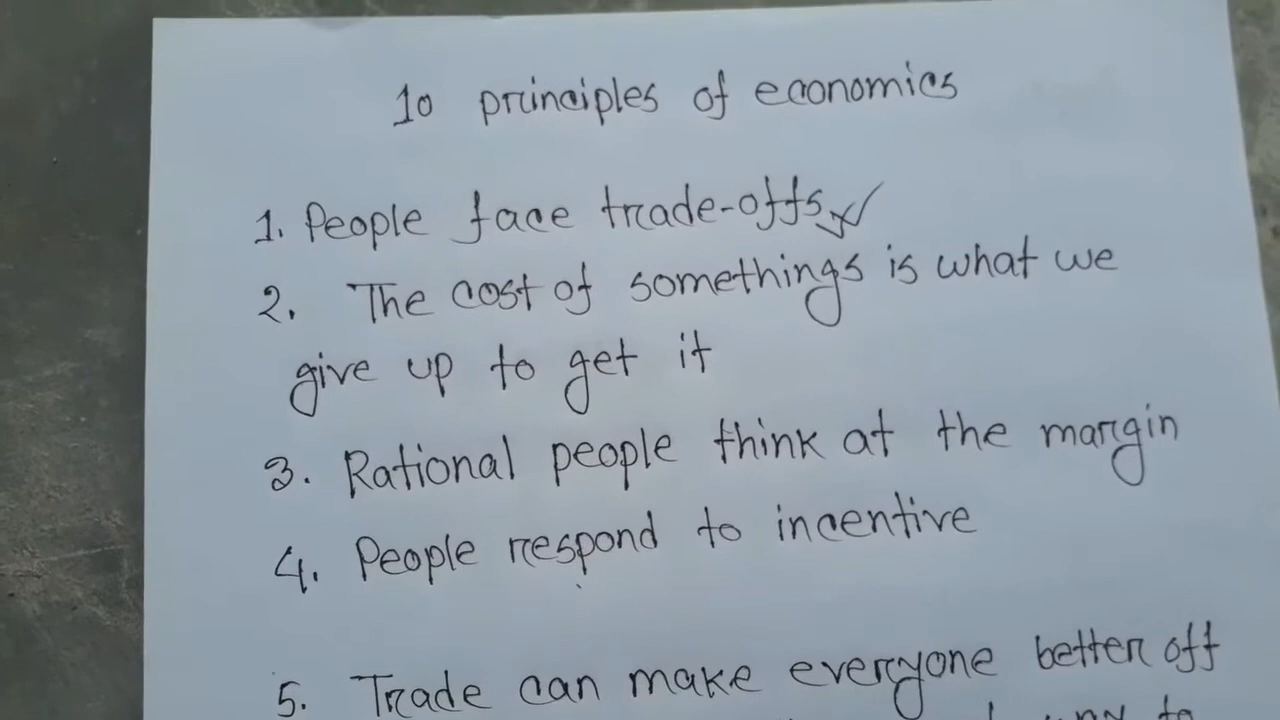 10 principles of economics
1. People face trade-offs
2. The cost of somethings is what we
give up to get it
3. Rational people think at the margin
4. People respond to incentive
5. Trade can make everyone better off
to